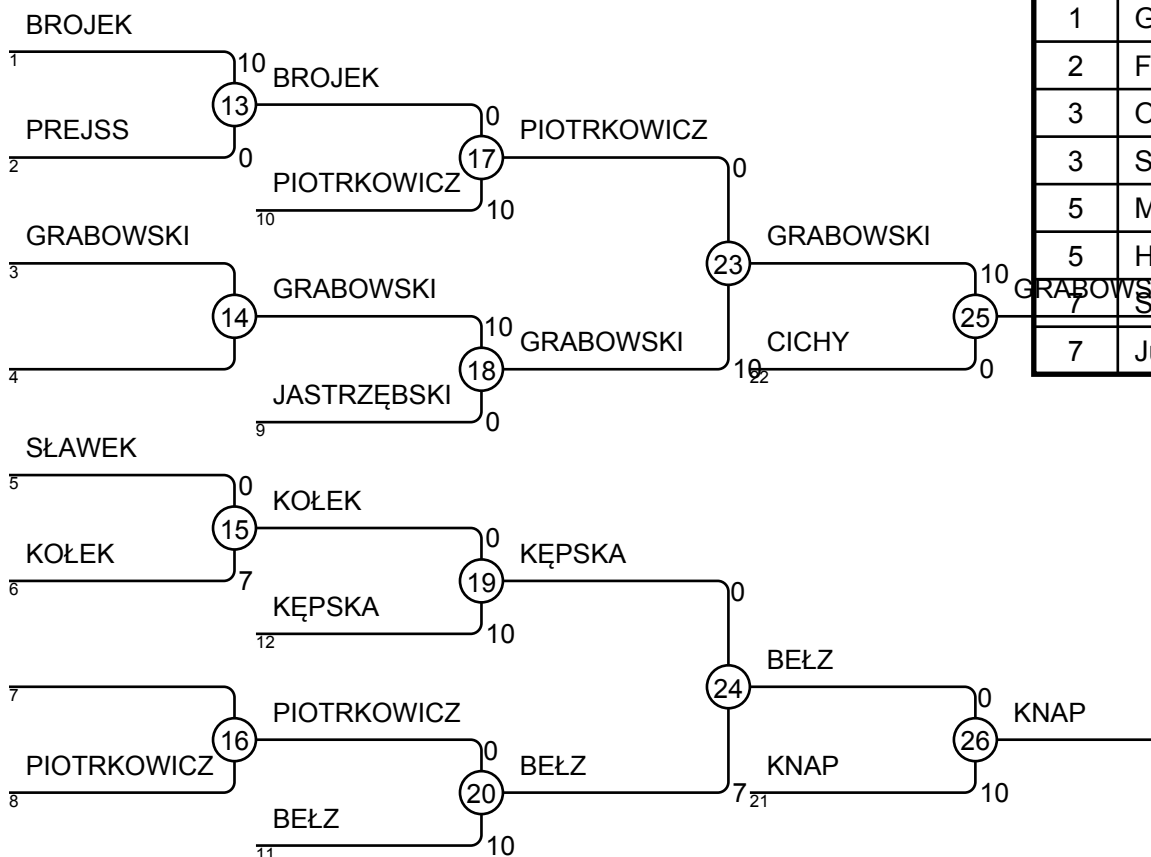 BROJEK
1
10
13
BROJEK
PREJSS
2
0
0
17
PIOTRKOWICZ
PIOTRKOWICZ
10
10
0
GRABOWSKI
3
14
GRABOWSKI
4
10
18
GRABOWSKI
JASTRZĘBSKI
9
0
10
23
GRABOWSKI
10
25
CICHY
22
0
SŁAWEK
5
0
15
KOŁEK
KOŁEK
6
7
0
19
KĘPSKA
KĘPSKA
12
10
0
7
16
PIOTRKOWICZ
PIOTRKOWICZ
8
0
20
BEŁZ
BEŁZ
11
10
7
24
BEŁZ
0
26
KNAP
KNAP
21
10
1
2
3
3
5
5
7
7